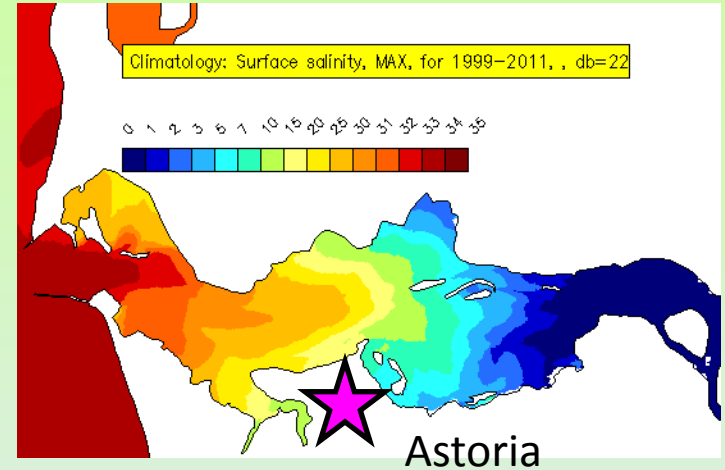 Climatology: Surface salinity, MAX, for 1999-2011, , db=22
0 1 2 3 5 7 10 15 20 25 30 31 32 33 34 35
Astoria